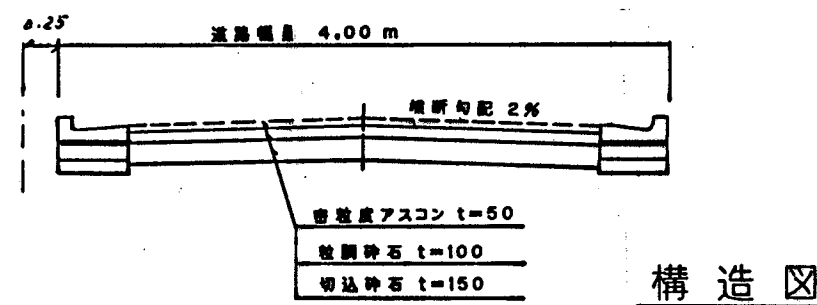 0.25
道路幅員 4.00 m
横断勾配 2%
密粒度アスコン t=50
粒調砕石 t=100
切込砕石 t=150
構造図